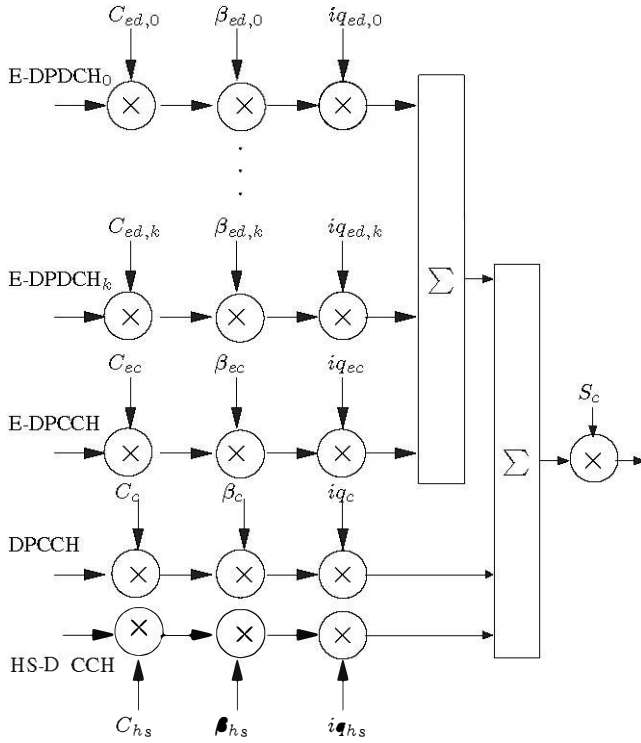 C_{ed,0} β_{ed,0} iq_{ed,0}
E-DPDCH_0
× × ×
C_{ed,k} β_{ed,k} iq_{ed,k}
E-DPDCH_k
× × ×
Σ
C_{ec} β_{ec} iq_{ec}
E-DPCCH
× × ×
S_c
Σ ×
C_c β_c iq_c
DPCCH
× × ×
× × ×
HS-D CCH
C_{hs} β_{hs} iq_{hs}